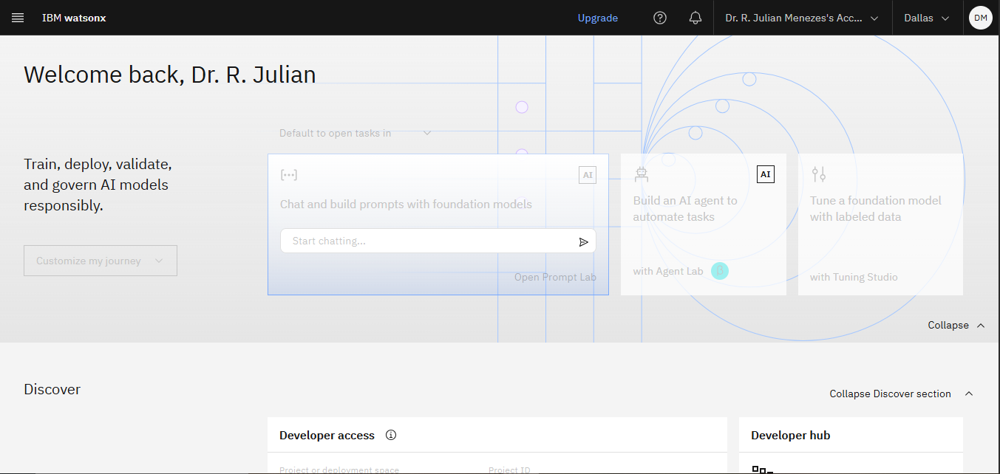 IBM watsonx
Upgrade
Dr. R. Julian Menezes's Acc...
Dallas
DM
Welcome back, Dr. R. Julian
Train, deploy, validate,
and govern AI models
responsibly.
Customize my journey
Default to open tasks in
AI
Chat and build prompts with foundation models
Start chatting...
Open Prompt Lab
AI
Build an AI agent to
automate tasks
with Agent Lab
β
Tune a foundation model
with labeled data
with Tuning Studio
Collapse
Discover
Collapse Discover section
Developer access
Developer hub
Project or deployment space
Project ID